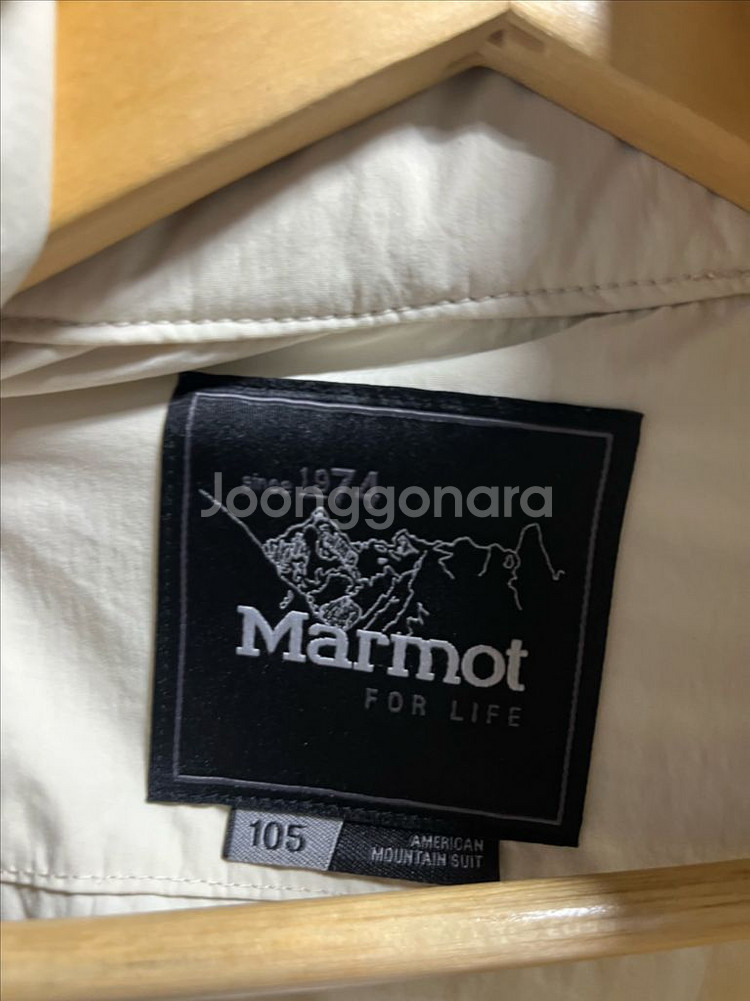 since 1974
Joonggonara
Marmot
FOR LIFE
105
AMERICAN
MOUNTAIN SUIT